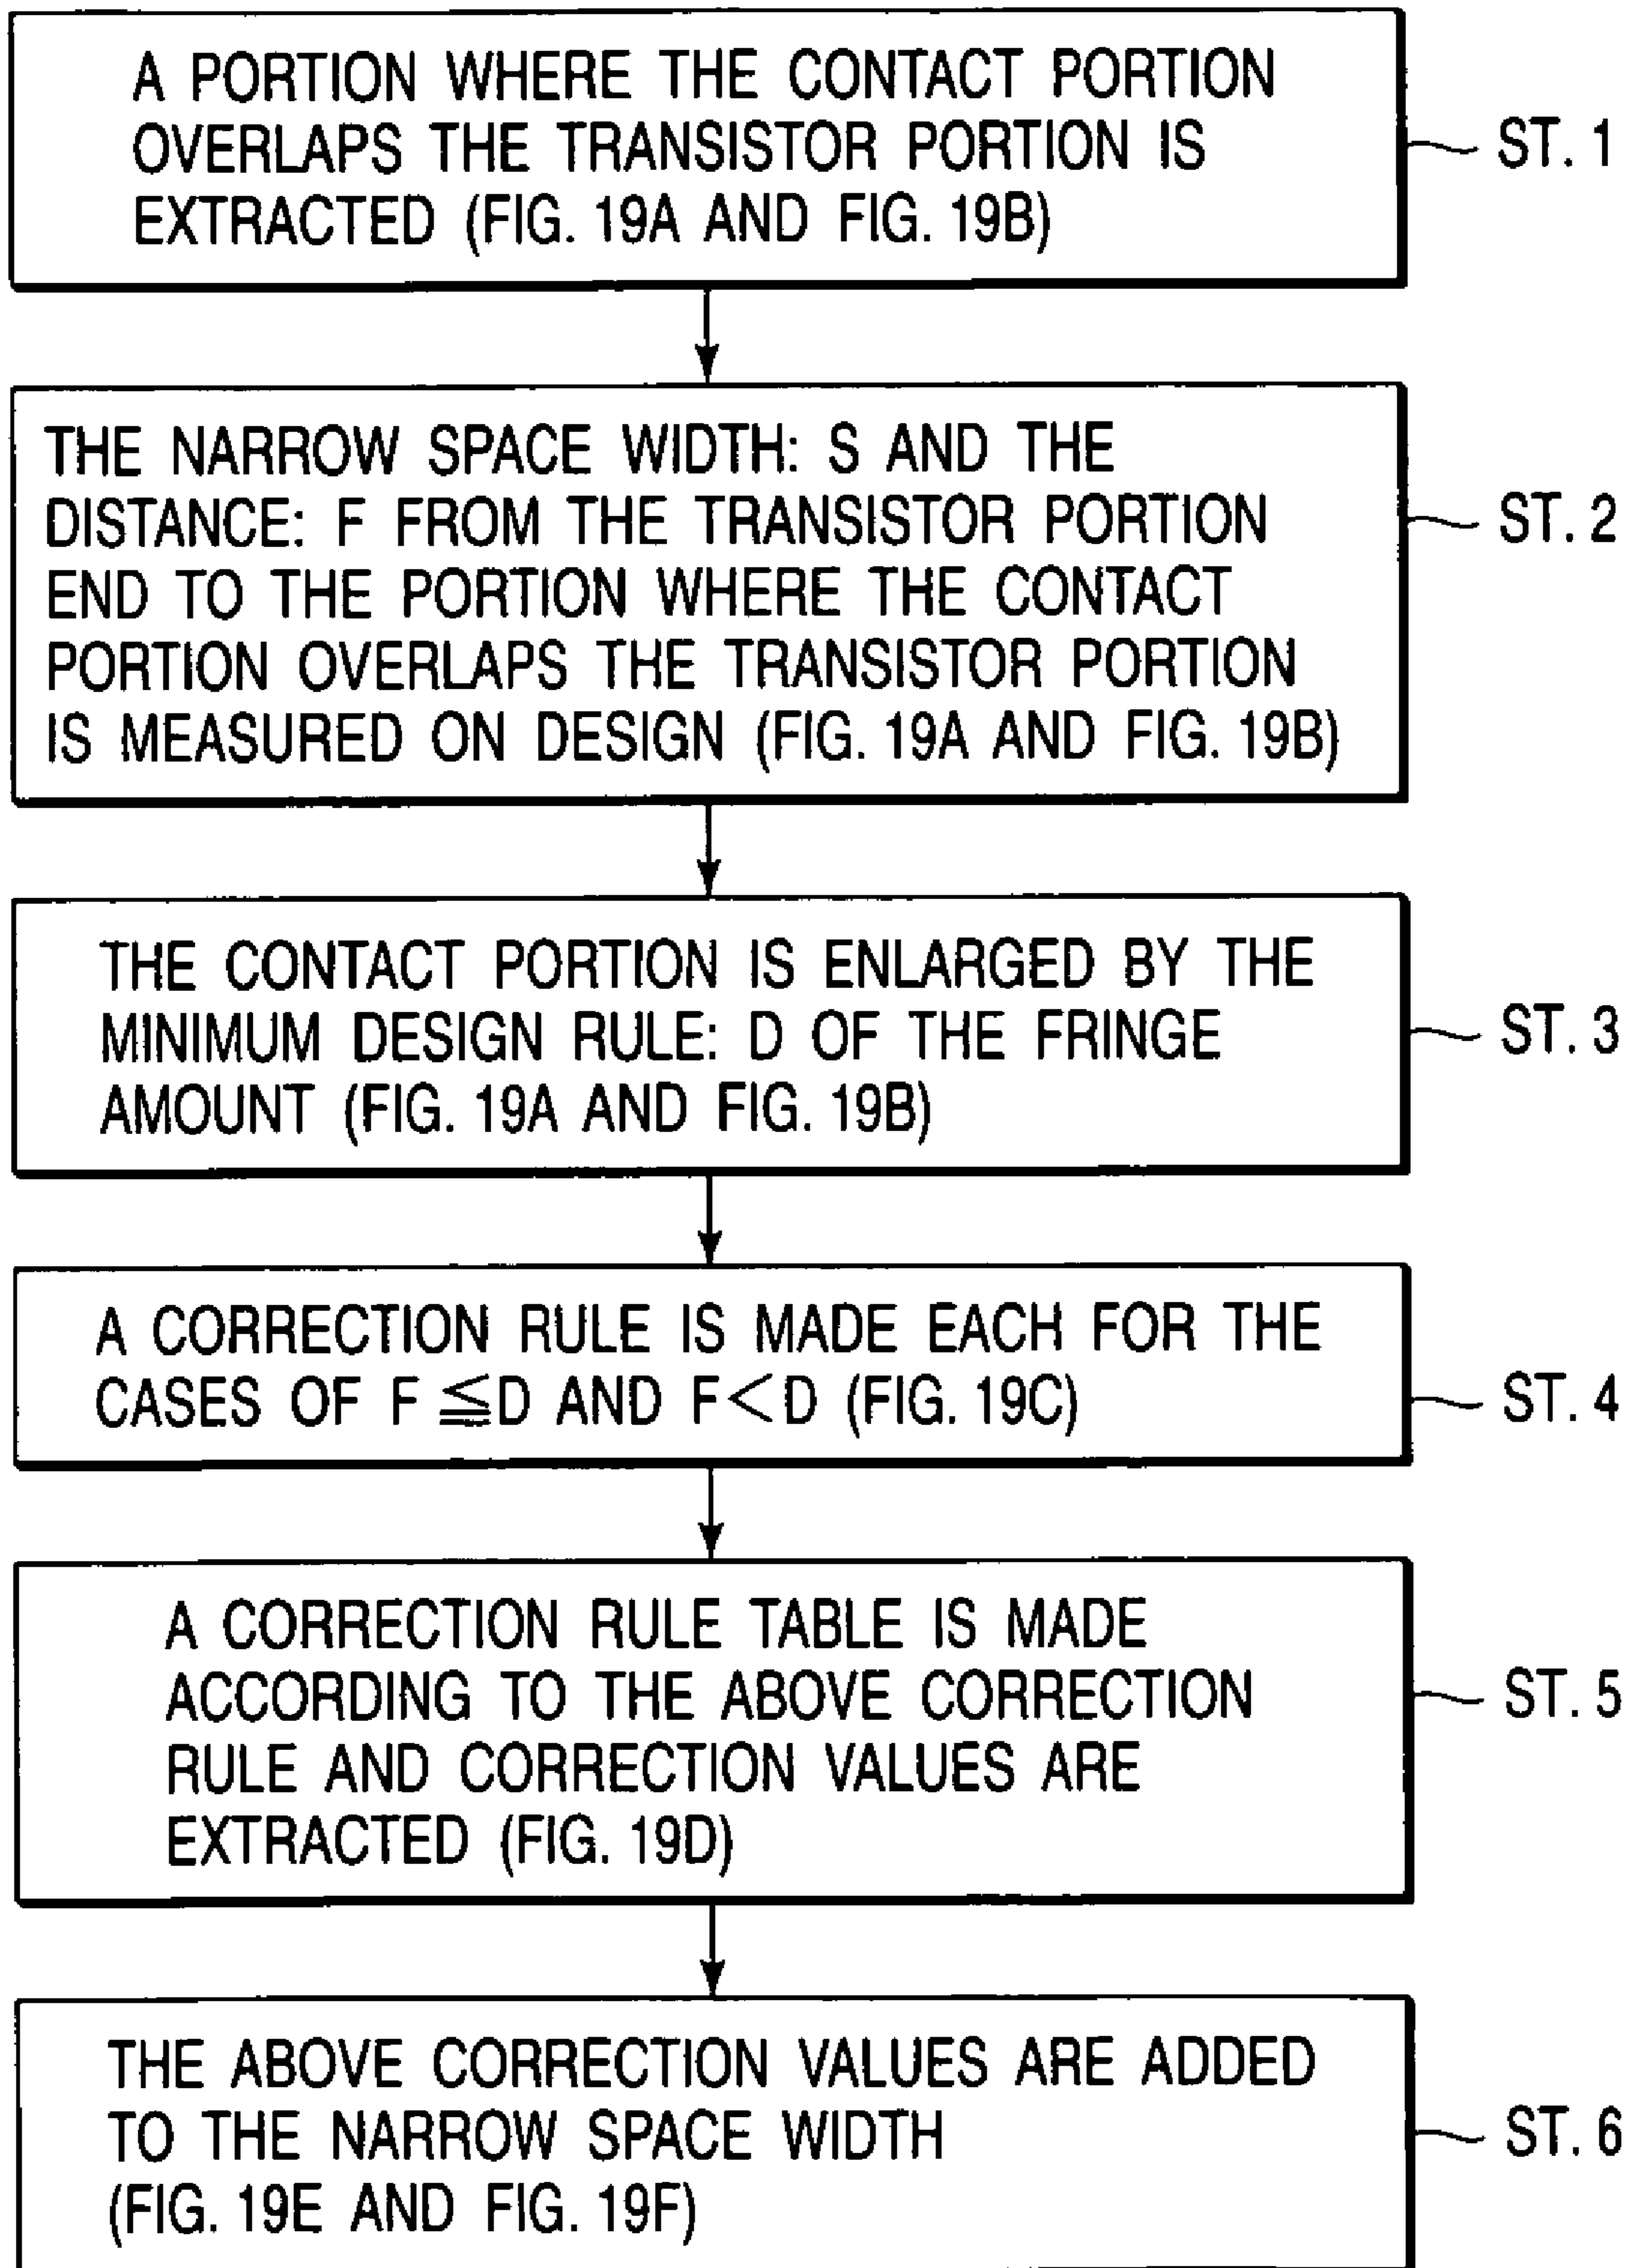 A PORTION WHERE THE CONTACT PORTION
OVERLAPS THE TRANSISTOR PORTION IS
EXTRACTED (FIG. 19A AND FIG. 19B)
ST. 1
THE NARROW SPACE WIDTH: S AND THE
DISTANCE: F FROM THE TRANSISTOR PORTION
END TO THE PORTION WHERE THE CONTACT
PORTION OVERLAPS THE TRANSISTOR PORTION
IS MEASURED ON DESIGN (FIG. 19A AND FIG. 19B)
ST. 2
THE CONTACT PORTION IS ENLARGED BY THE
MINIMUM DESIGN RULE: D OF THE FRINGE
AMOUNT (FIG. 19A AND FIG. 19B)
ST. 3
A CORRECTION RULE IS MADE EACH FOR THE
CASES OF F ≦ D AND F < D (FIG. 19C)
ST. 4
A CORRECTION RULE TABLE IS MADE
ACCORDING TO THE ABOVE CORRECTION
RULE AND CORRECTION VALUES ARE
EXTRACTED (FIG. 19D)
ST. 5
THE ABOVE CORRECTION VALUES ARE ADDED
TO THE NARROW SPACE WIDTH
(FIG. 19E AND FIG. 19F)
ST. 6